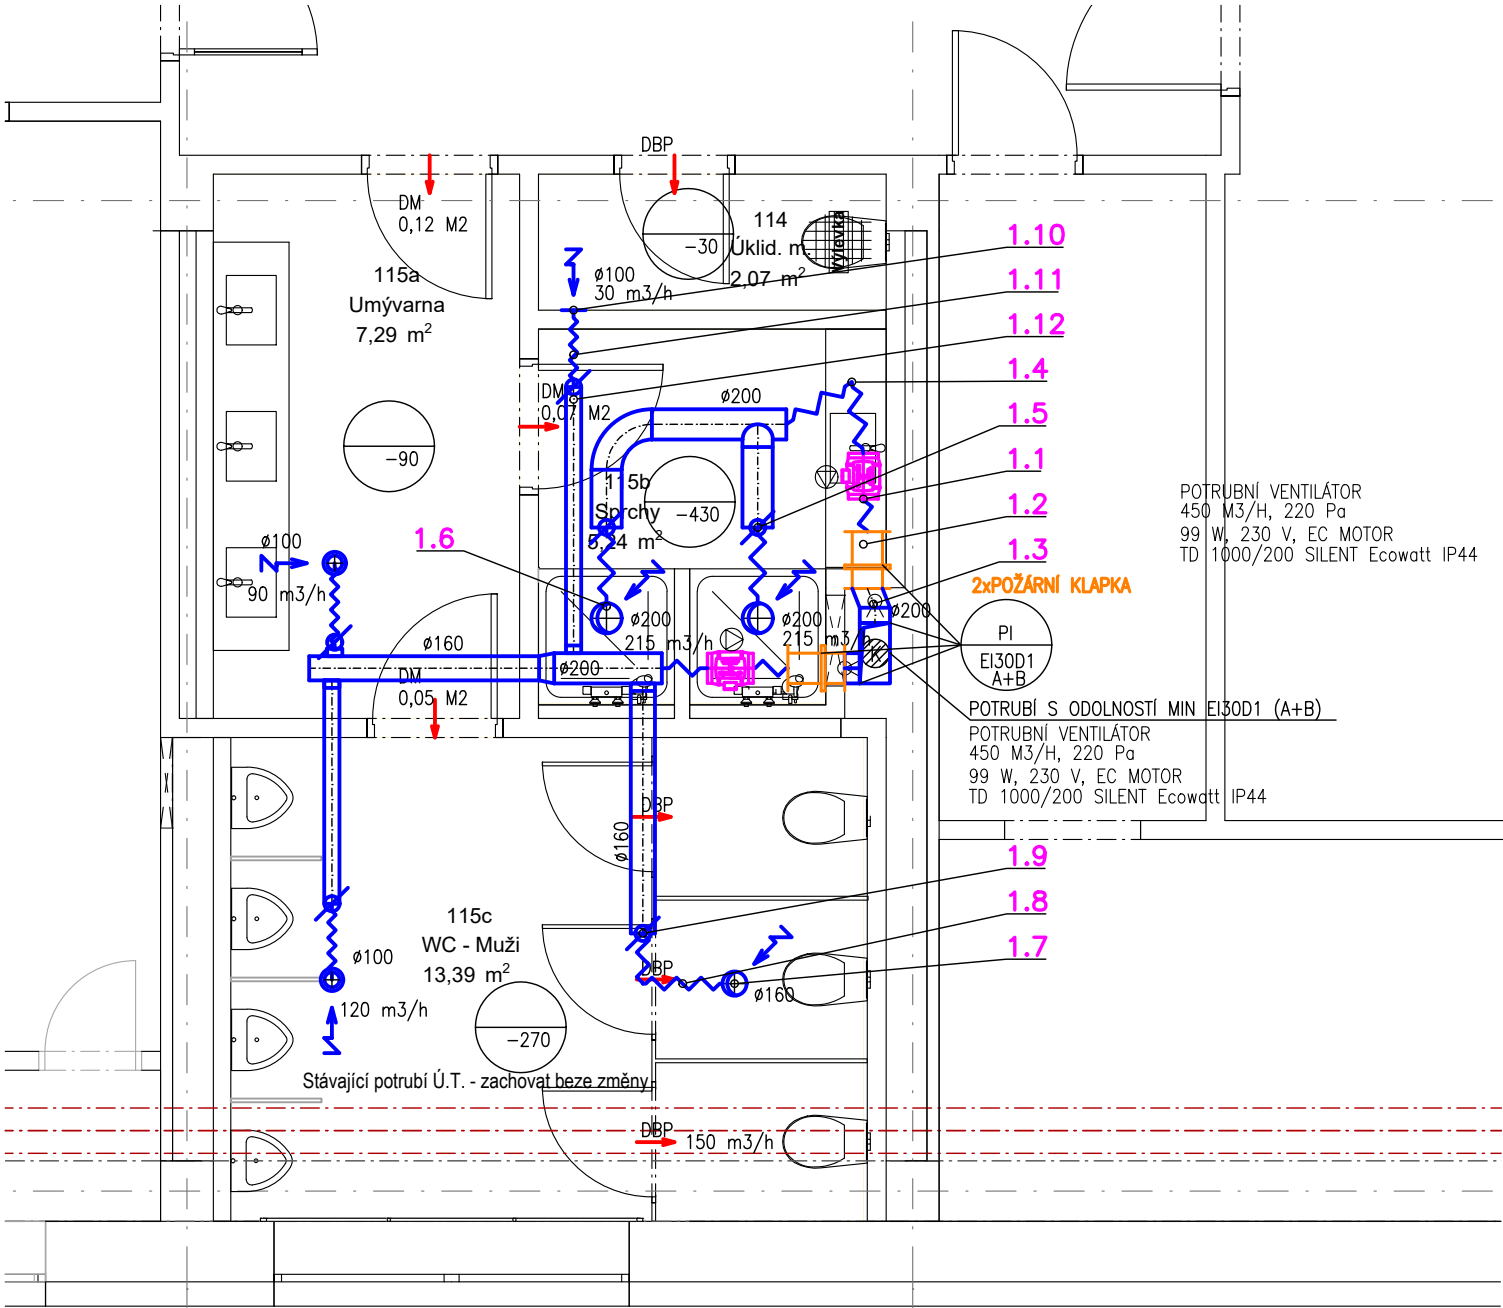 DBP
DM
0,12 M2
114
Úklid. m.
2,07 m²
-30
Výlevka
ø100
30 m3/h
115a
Umývarna
7,29 m²
1.10
1.11
1.12
1.4
1.5
1.1
1.2
1.3
DM
0,07 M2
ø200
-90
115b
Sprchy
5,24 m²
-430
1.6
POTRUBNÍ VENTILÁTOR
450 M3/H, 220 Pa
99 W, 230 V, EC MOTOR
TD 1000/200 SILENT Ecowatt IP44
2xPOŽÁRNÍ KLAPKA
ø100
90 m3/h
ø200
215 m3/h
ø200
215 m3/h
ø200
PI
EI30D1
A+B
K
ø160
ø200
DM
0,05 M2
POTRUBÍ S ODOLNOSTÍ MIN EI30D1 (A+B)
POTRUBNÍ VENTILÁTOR
450 M3/H, 220 Pa
99 W, 230 V, EC MOTOR
TD 1000/200 SILENT Ecowatt IP44
DBP
ø160
1.9
1.8
1.7
115c
WC - Muži
13,39 m²
ø100
120 m3/h
DBP
ø160
-270
Stávající potrubí Ú.T. - zachovat beze změny
DBP
150 m3/h